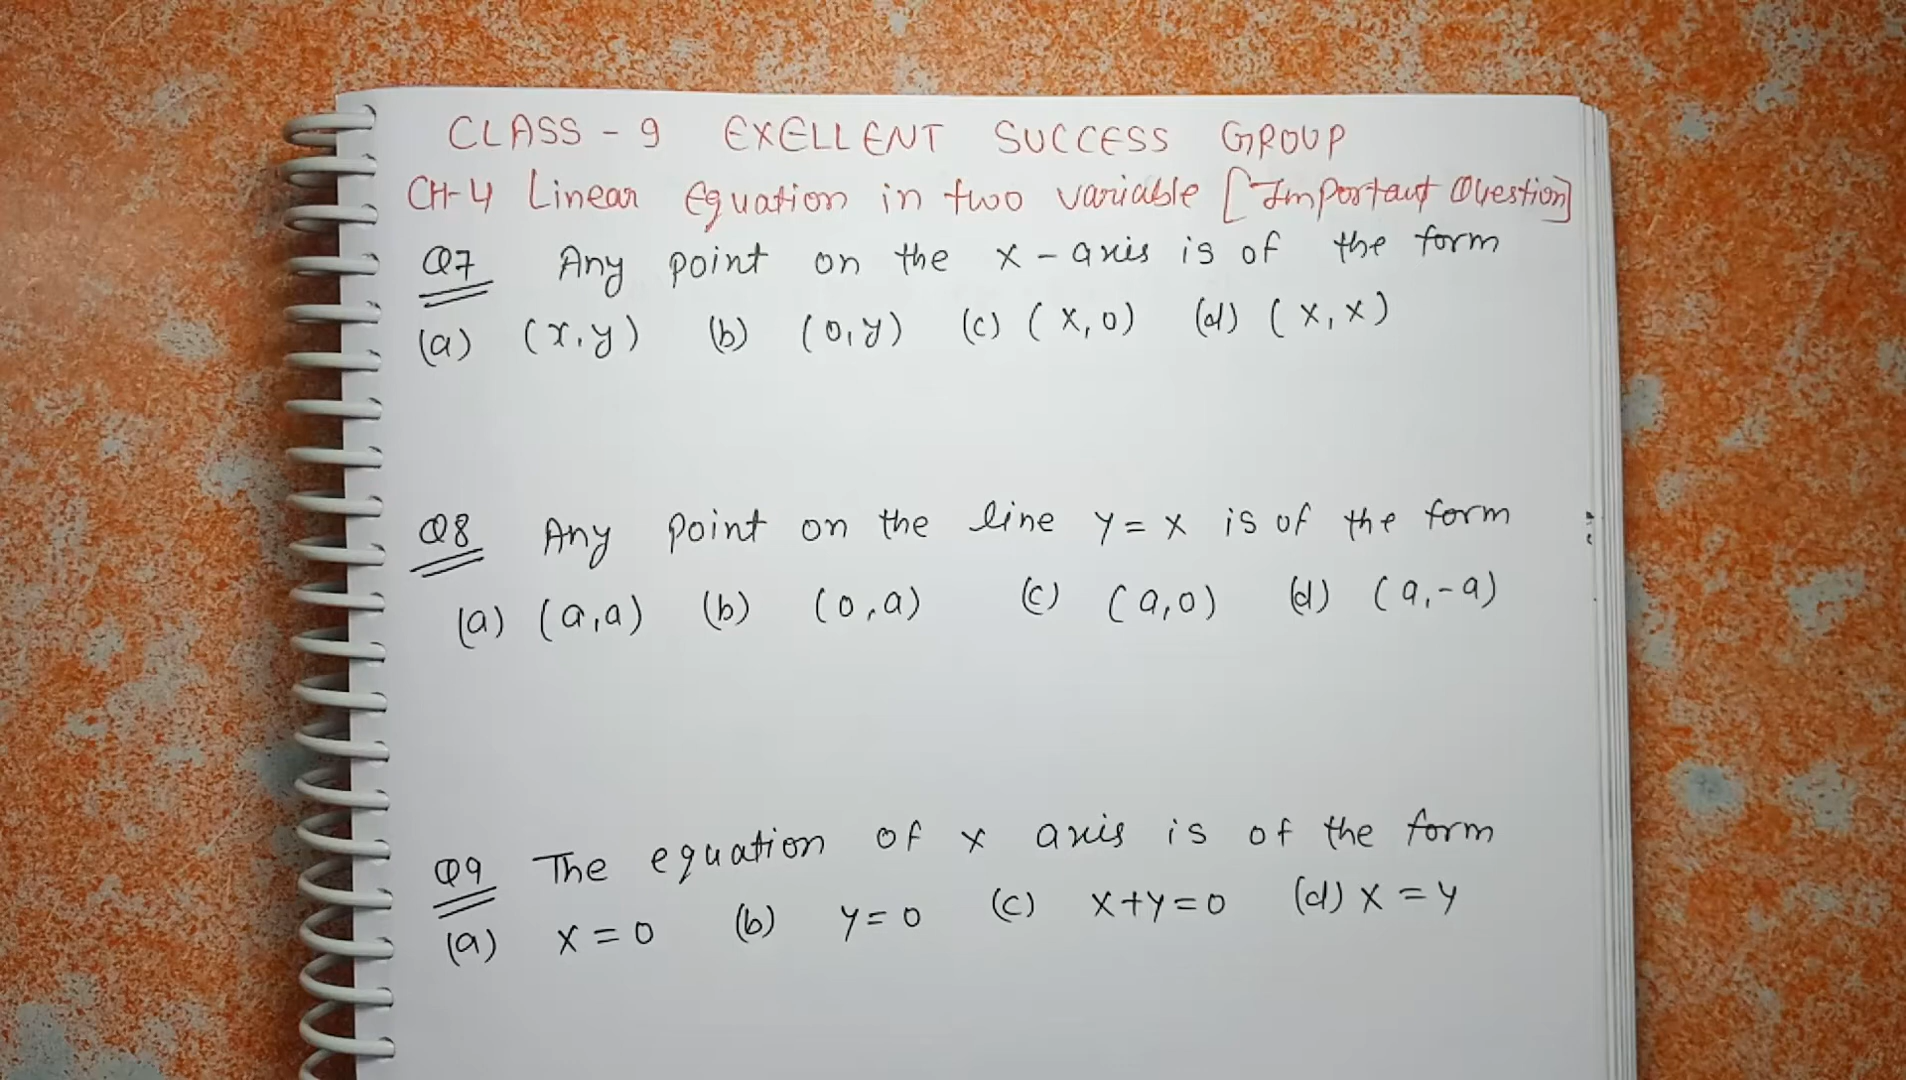 CLASS - 9 EXELLENT SUCCESS GROUP
CH-4 Linear Equation in two variable [Important Question]
Q7 Any point on the x-axis is of the form
(a) (x,y) (b) (0,y) (c) (x,0) (d) (x,x)
Q8 Any point on the line y = x is of the form
(a) (a,a) (b) (0,a) (c) (a,0) (d) (a,-a)
Q9 The equation of x axis is of the form
(a) x = 0 (b) y = 0 (c) x+y=0 (d) x = y